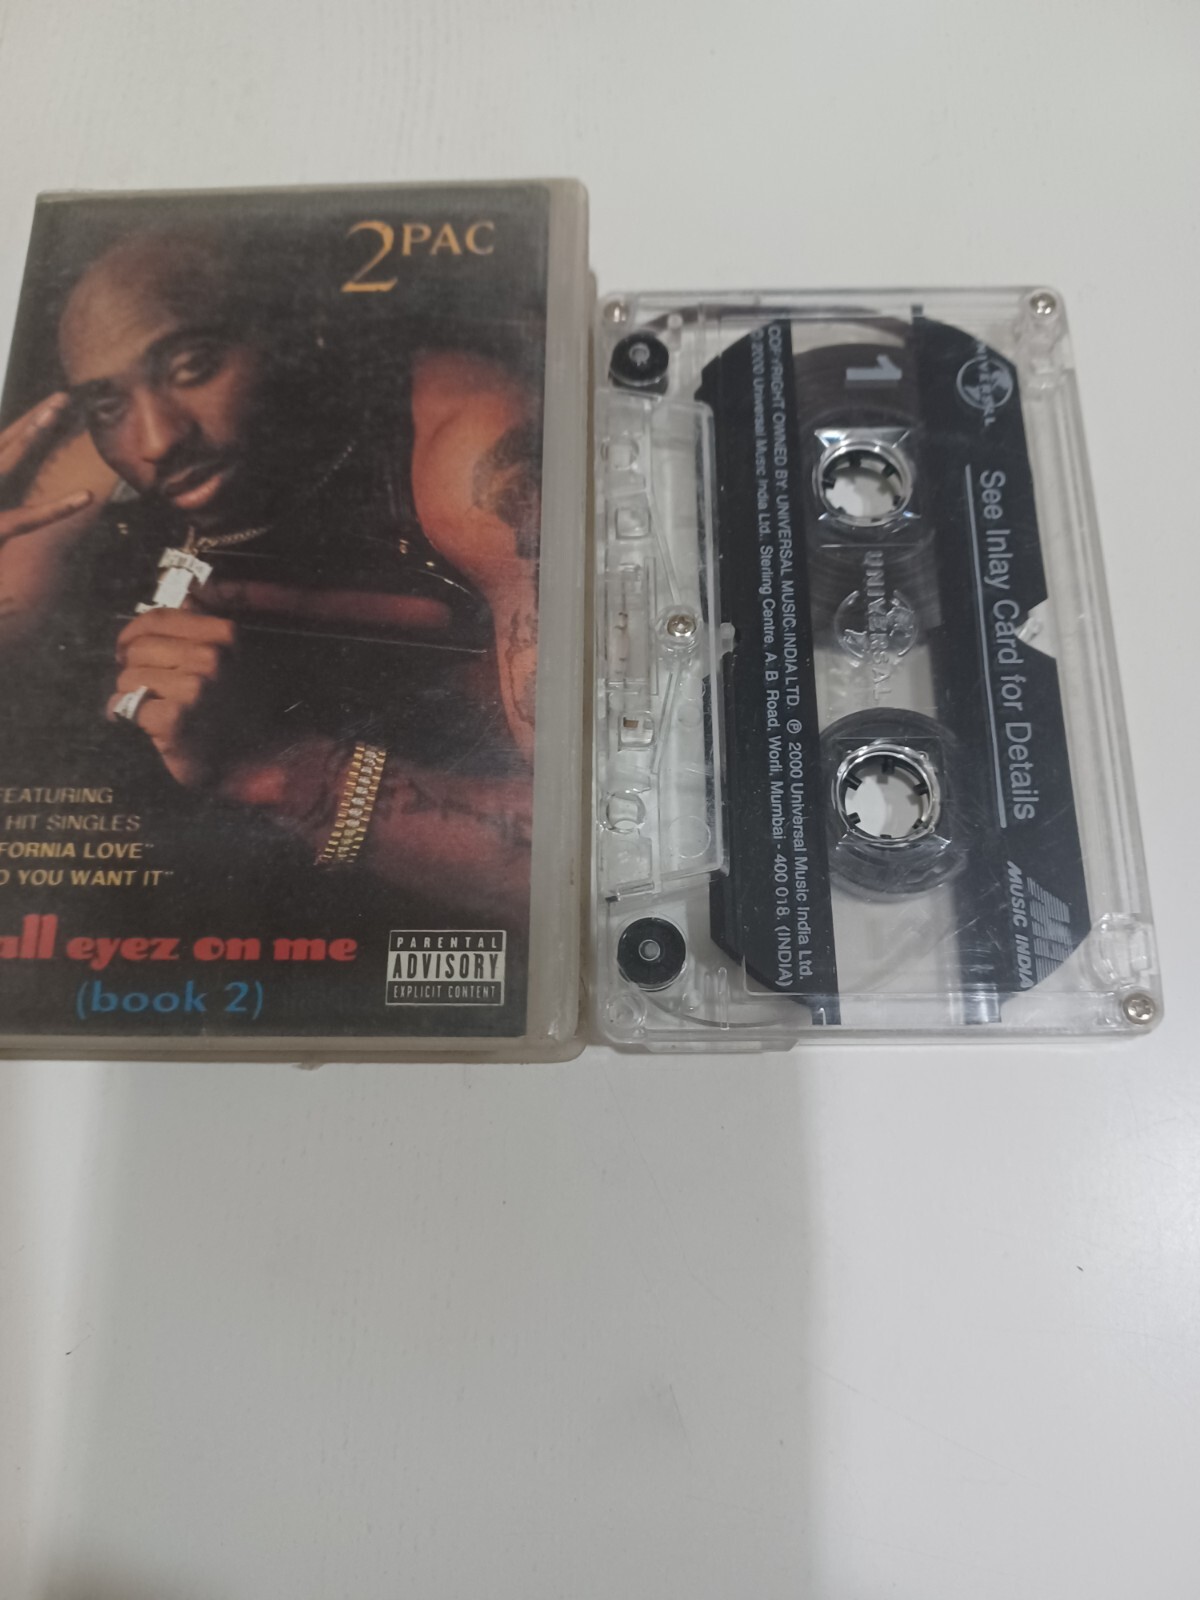 2PAC
FEATURING
HIT SINGLES
FORNIA LOVE"
O YOU WANT IT"
all eyez on me
(book 2)
PARENTAL
ADVISORY
EXPLICIT CONTENT
UNIVERSAL
See Inlay Card for Details
MUSIC INDIA
1
UNIVERSAL
COPYRIGHT OWNED BY: UNIVERSAL MUSIC INDIA LTD. ℗ 2000 Universal Music India Ltd.
© 2000 Universal Music India Ltd., Sterling Centre, A. B. Road, Worli, Mumbai - 400 018. (INDIA)